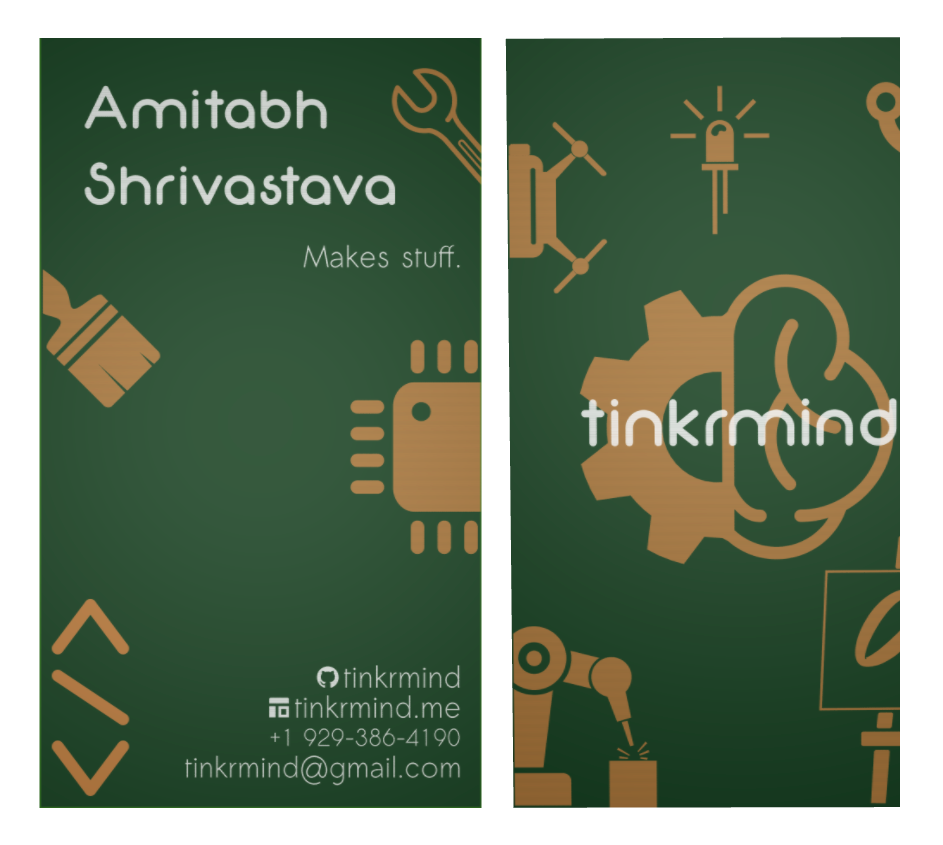 Amitabh
Shrivastava
Makes stuff.
tinkrmind
tinkrmind.me
+1 929-386-4190
tinkrmind@gmail.com
tinkrmind